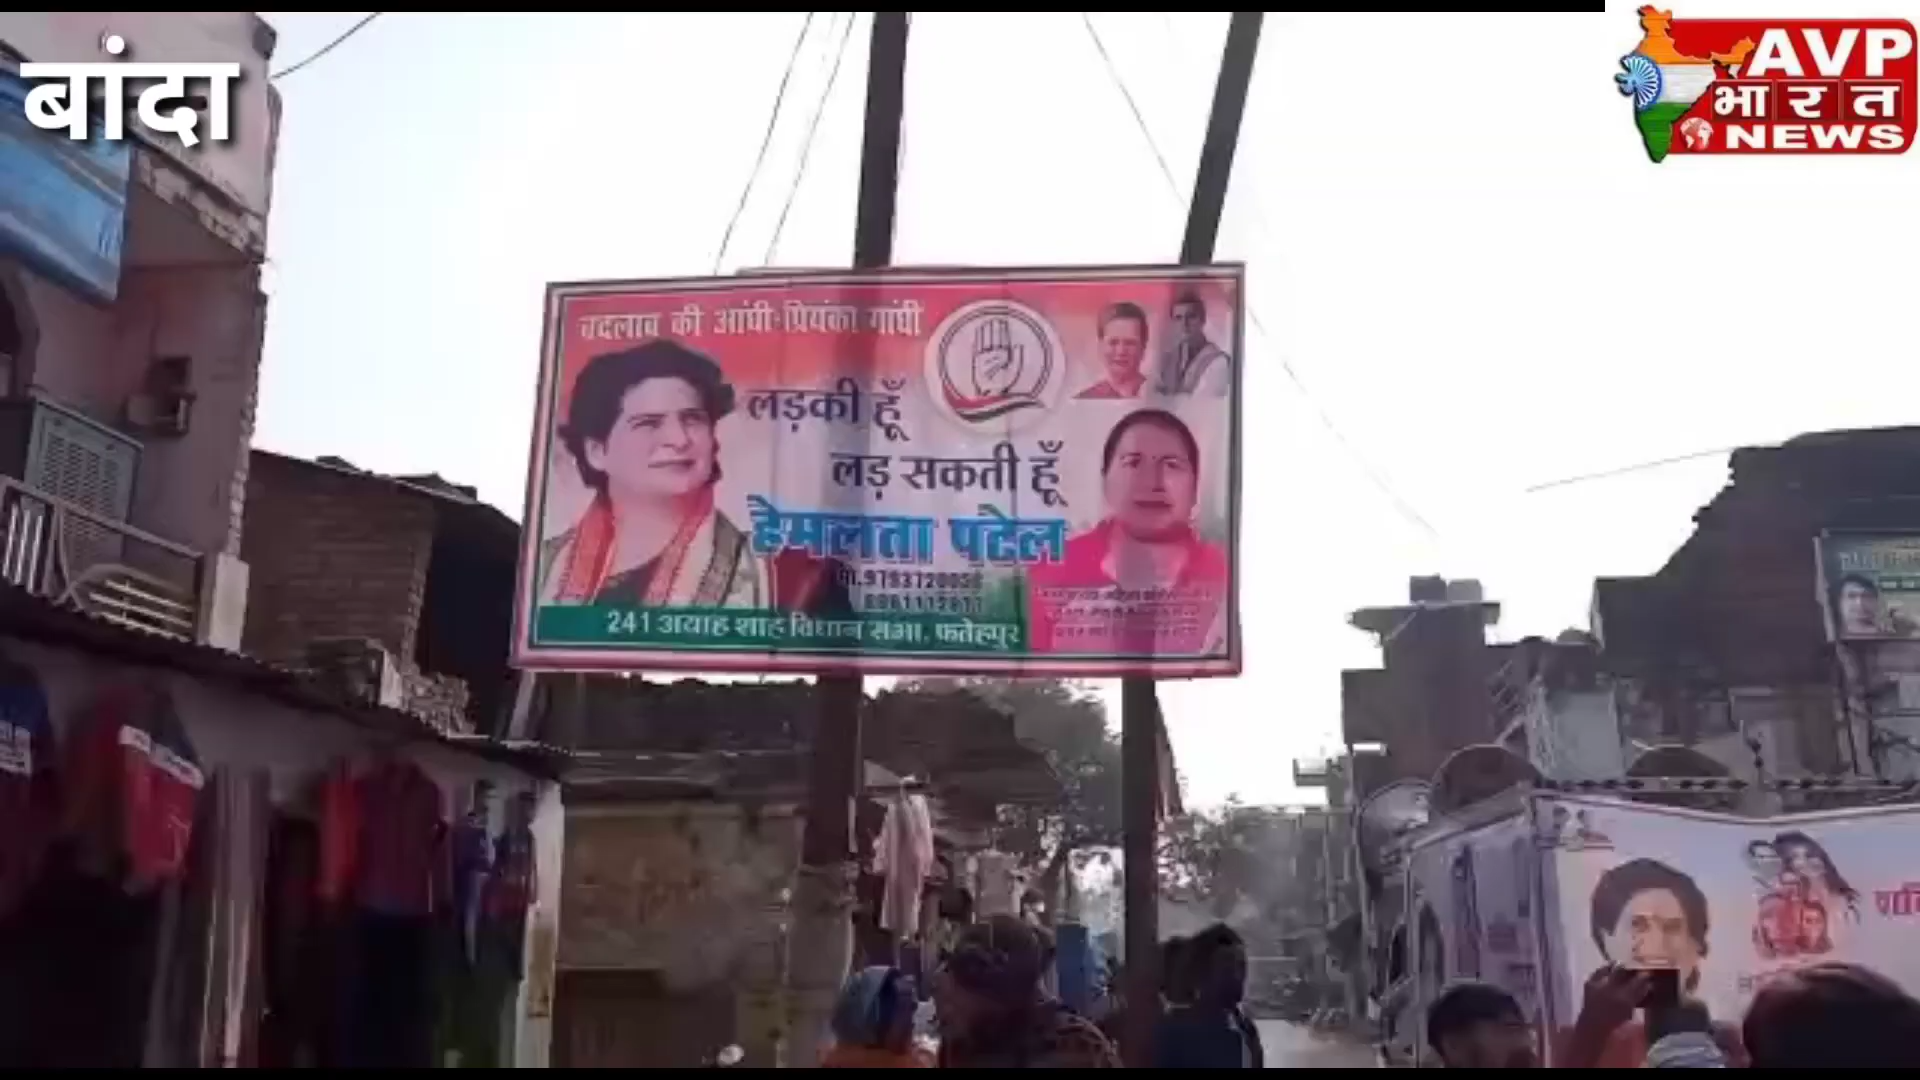 बांदा
AVP
भारत
NEWS
बदलाव की आंधी प्रियंका गांधी
लड़की हूँ
लड़ सकती हूँ
हेमलता पटेल
241 अयाह शाह विधान सभा, फतेहपुर